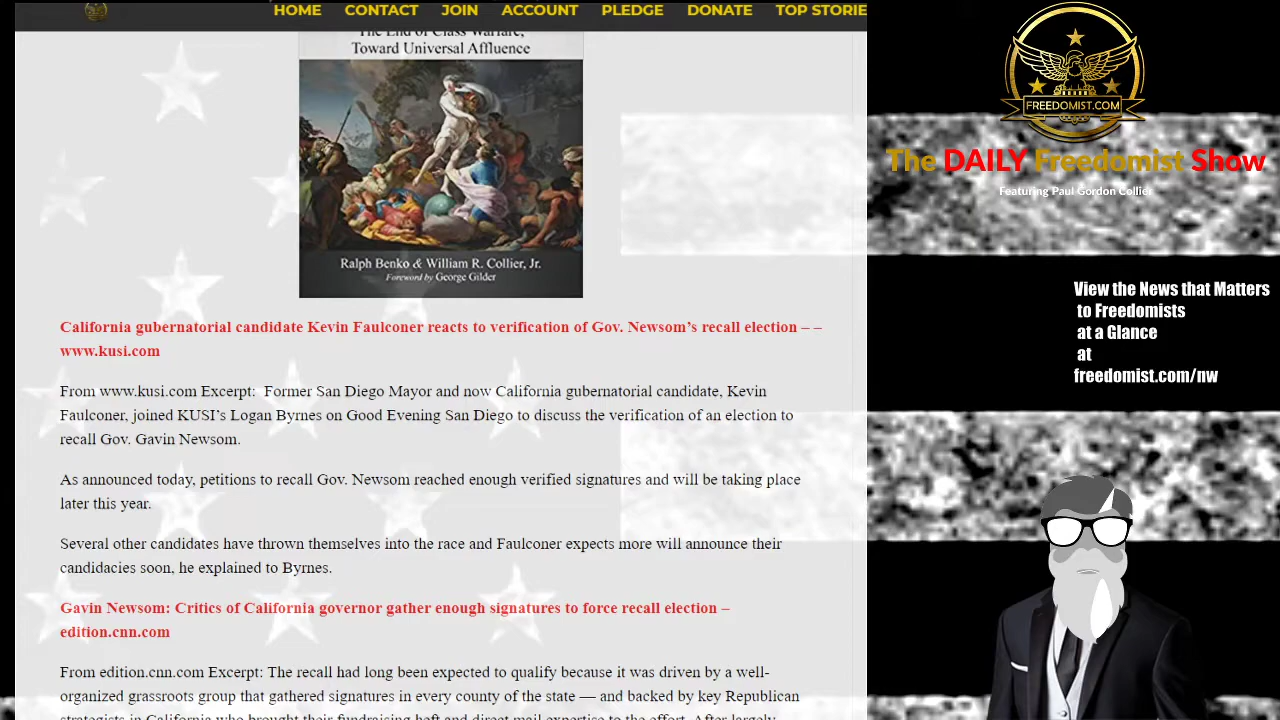 HOME CONTACT JOIN ACCOUNT PLEDGE DONATE TOP STORIE
The End of Class Warfare,
Toward Universal Affluence
Ralph Benko & William R. Collier, Jr.
Foreword by George Gilder
California gubernatorial candidate Kevin Faulconer reacts to verification of Gov. Newsom’s recall election – –
www.kusi.com
From www.kusi.com Excerpt:  Former San Diego Mayor and now California gubernatorial candidate, Kevin
Faulconer, joined KUSI’s Logan Byrnes on Good Evening San Diego to discuss the verification of an election to
recall Gov. Gavin Newsom.
As announced today, petitions to recall Gov. Newsom reached enough verified signatures and will be taking place
later this year.
Several other candidates have thrown themselves into the race and Faulconer expects more will announce their
candidacies soon, he explained to Byrnes.
Gavin Newsom: Critics of California governor gather enough signatures to force recall election –
edition.cnn.com
From edition.cnn.com Excerpt: The recall had long been expected to qualify because it was driven by a well-
organized grassroots group that gathered signatures in every county of the state — and backed by key Republican
strategists in California who brought their fundraising heft and direct mail expertise to the effort. After largely
FREEDOMIST.COM
The DAILY Freedomist Show
Featuring Paul Gordon Collier
View the News that Matters
to Freedomists
at a Glance
at
freedomist.com/nw